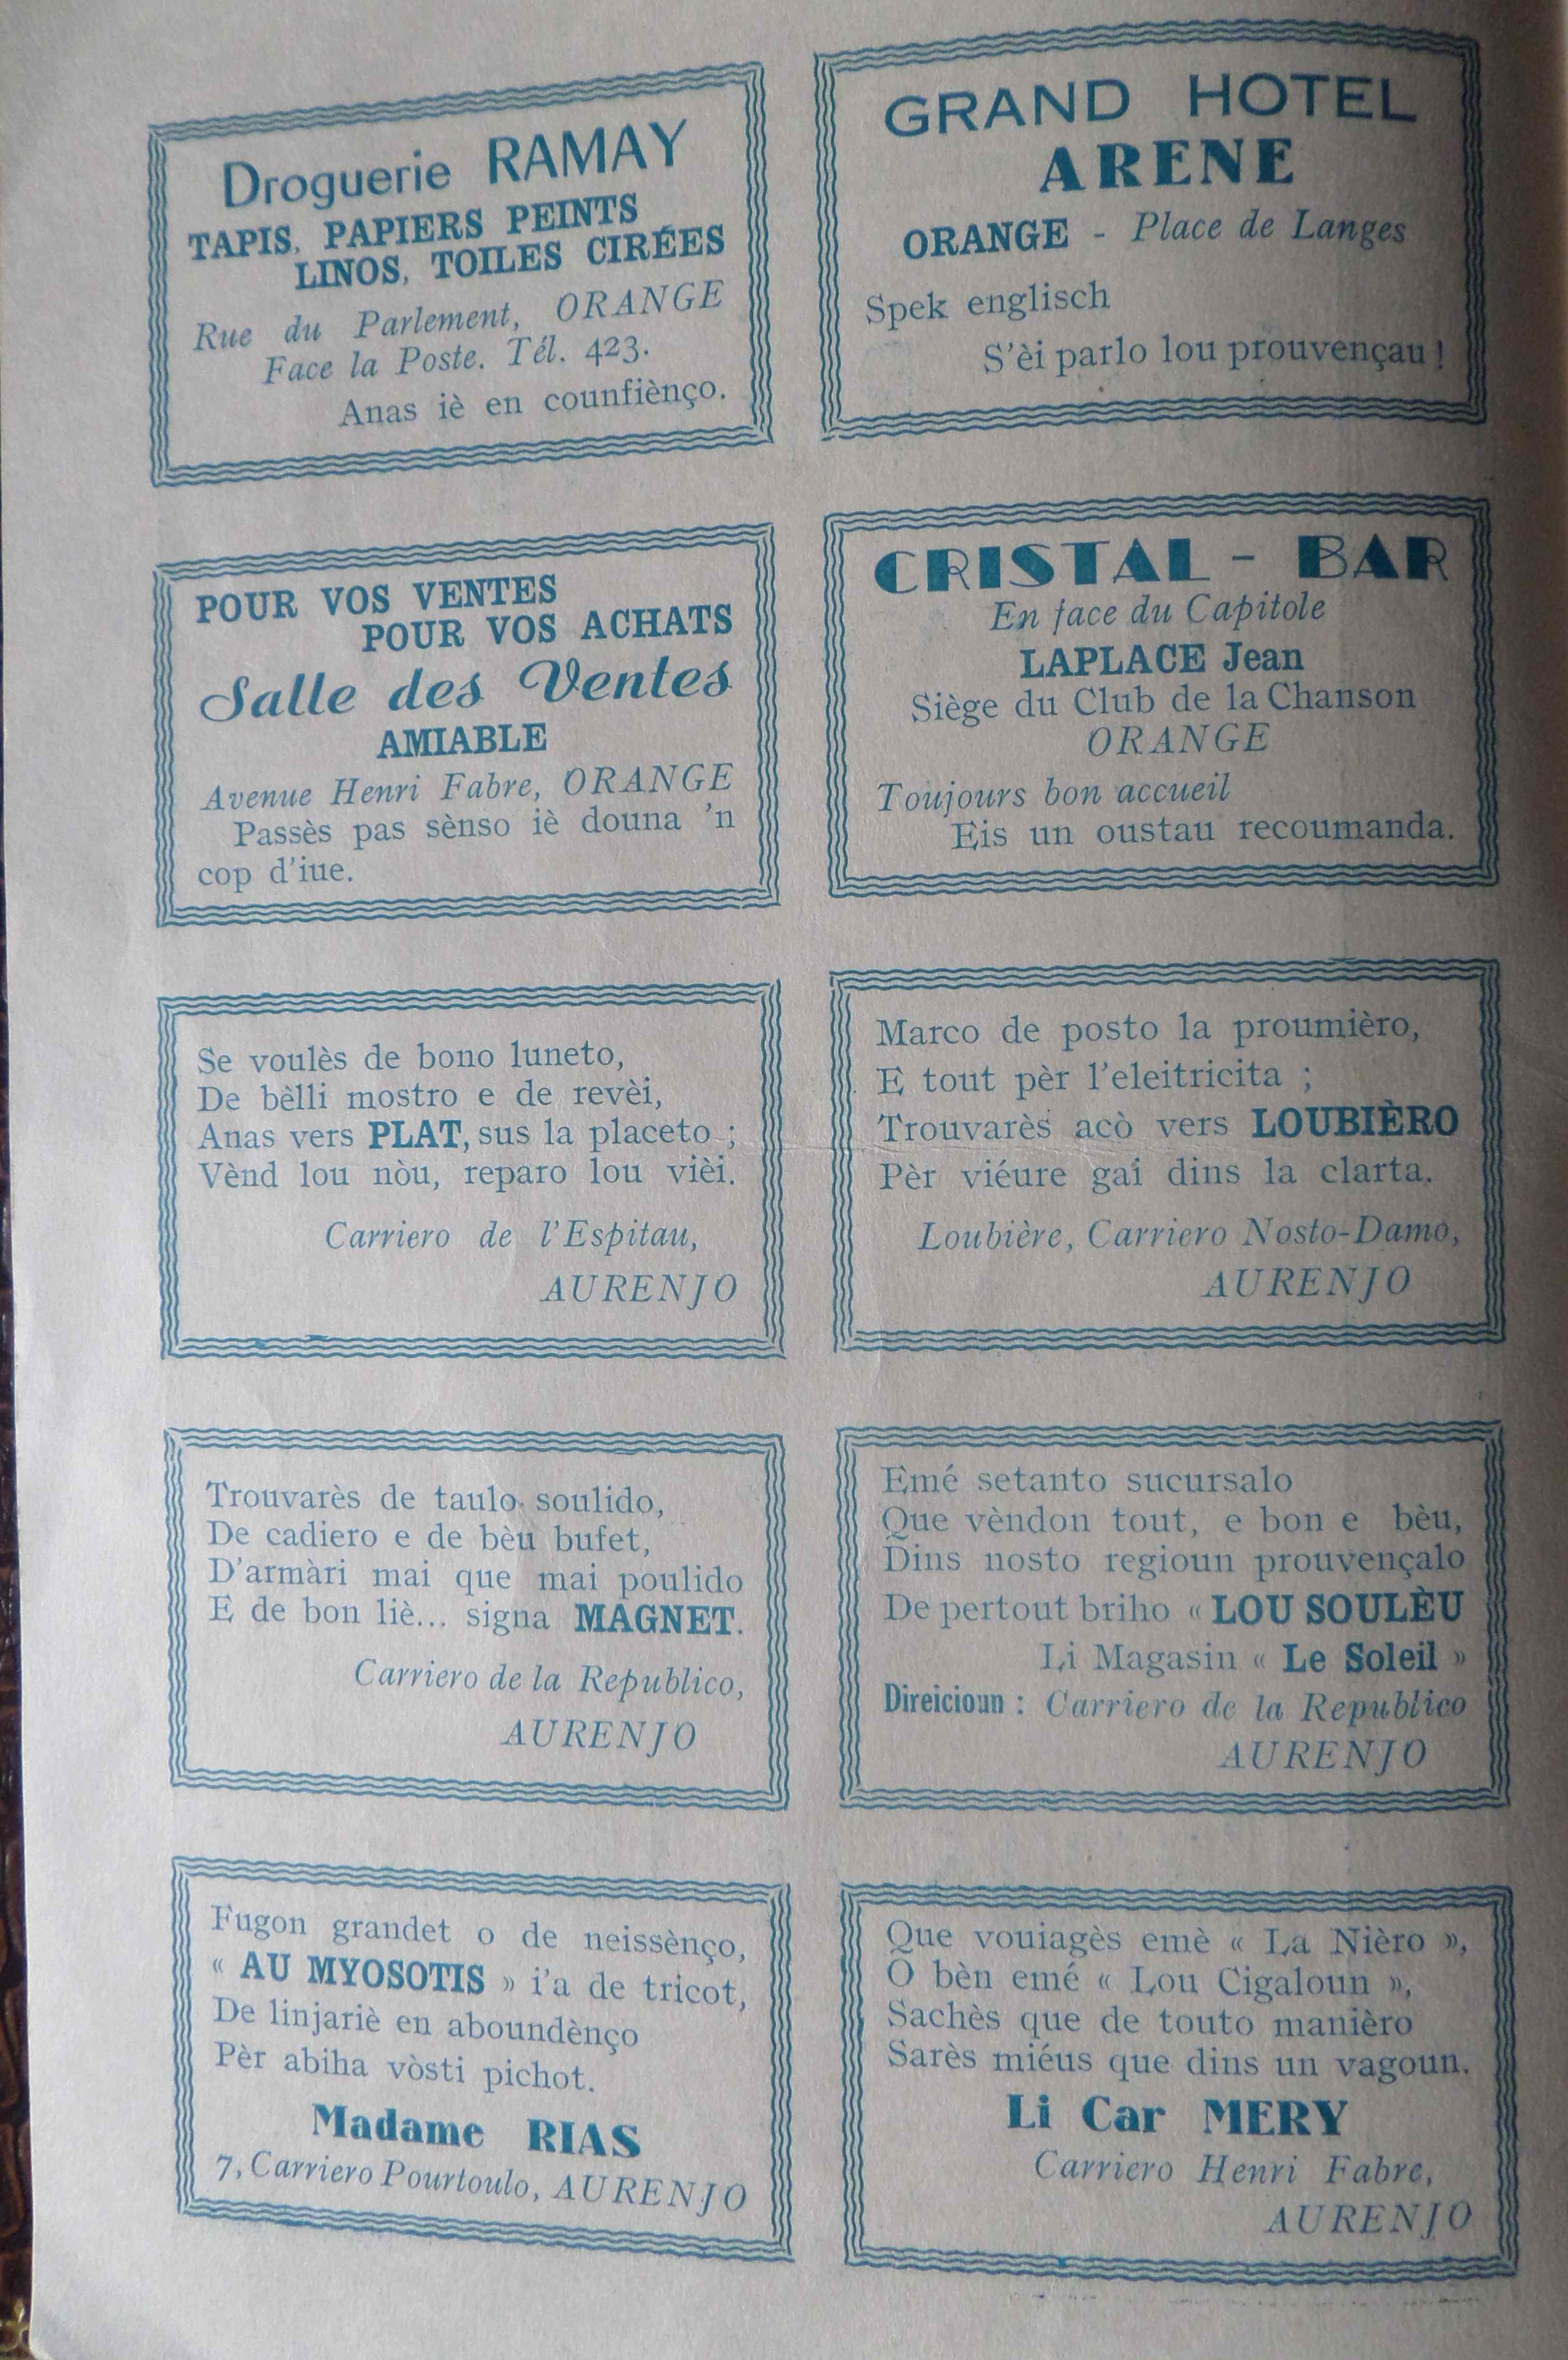 Droguerie RAMAY
TAPIS, PAPIERS PEINTS
LINOS, TOILES CIRÉES
Rue du Parlement, ORANGE
Face la Poste. Tél. 423.
Anas iè en counfiènço.
GRAND HOTEL
ARENE
ORANGE - Place de Langes
Spek englisch
S'èi parlo lou prouvençau !
POUR VOS VENTES
POUR VOS ACHATS
Salle des Ventes
AMIABLE
Avenue Henri Fabre, ORANGE
Passès pas sènso iè douna 'n
cop d'iue.
CRISTAL - BAR
En face du Capitole
LAPLACE Jean
Siège du Club de la Chanson
ORANGE
Toujours bon accueil
Eis un oustau recoumanda.
Se voulès de bono luneto,
De bèlli mostro e de revèi,
Anas vers PLAT, sus la placeto ;
Vènd lou nòu, reparo lou vièi.
Carriero de l'Espitau,
AURENJO
Marco de posto la proumièro,
E tout pèr l'eleitricita ;
Trouvarès acò vers LOUBIÈRO
Pèr viéure gai dins la clarta.
Loubière, Carriero Nosto-Damo,
AURENJO
Trouvarès de taulo soulido,
De cadiero e de bèu bufet,
D'armàri mai que mai poulido
E de bon liè... signa MAGNET.
Carriero de la Republico,
AURENJO
Emé setanto sucursalo
Que vèndon tout, e bon e bèu,
Dins nosto regioun prouvençalo
De pertout briho « LOU SOULÈU
Li Magasin « Le Soleil »
Direicioun : Carriero de la Republico
AURENJO
Fugon grandet o de neissènço,
« AU MYOSOTIS » i'a de tricot,
De linjariè en aboundènço
Pèr abiha vòsti pichot.
Madame RIAS
7, Carriero Pourtoulo, AURENJO
Que vouiagès emè « La Nièro »,
O bèn emé « Lou Cigaloun »,
Sachès que de touto manièro
Sarès miéus que dins un vagoun.
Li Car MERY
Carriero Henri Fabre,
AURENJO